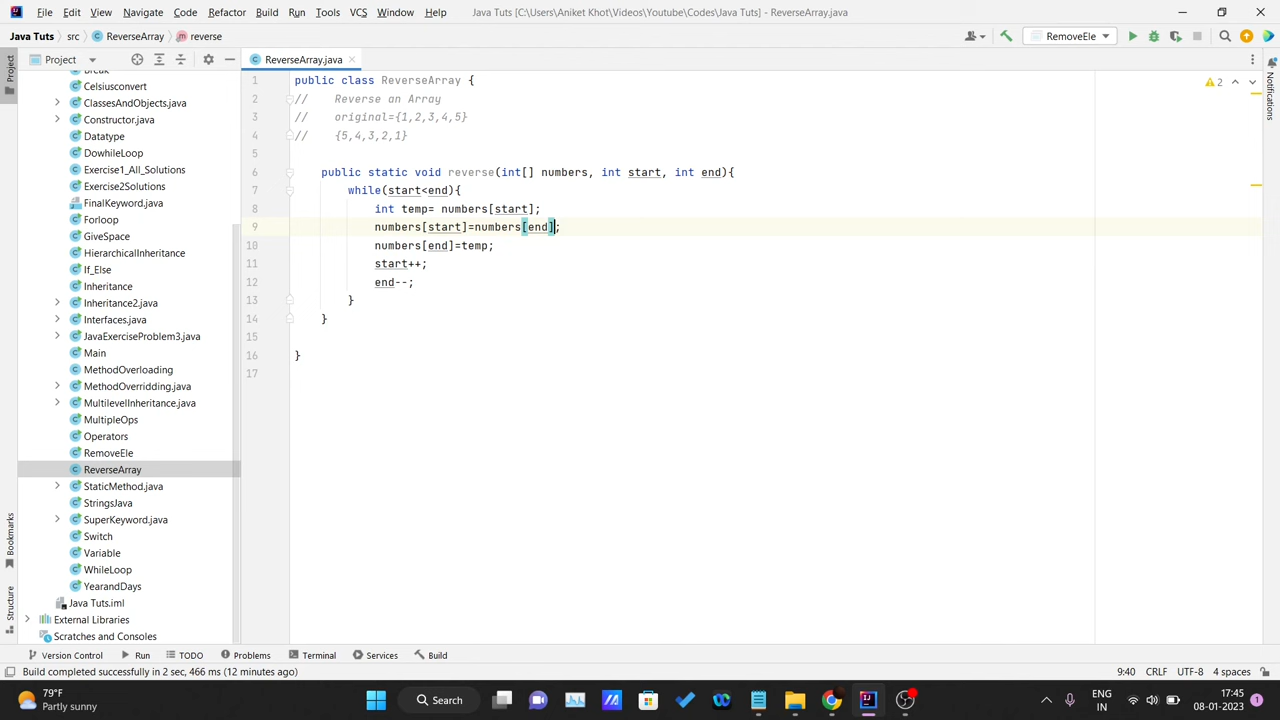 File Edit View Navigate Code Refactor Build Run Tools VCS Window Help Java Tuts [C:\Users\Aniket Khot\Videos\Youtube\Codes\Java Tuts] - ReverseArray.java
Java Tuts src ReverseArray reverse RemoveEle
Project
Project
ReverseArray.java
Notifications
Break
Celsiusconvert
ClassesAndObjects.java
Constructor.java
Datatype
DowhileLoop
Exercise1_All_Solutions
Exercise2Solutions
FinalKeyword.java
Forloop
GiveSpace
HierarchicalInheritance
If_Else
Inheritance
Inheritance2.java
Interfaces.java
JavaExerciseProblem3.java
Main
MethodOverloading
MethodOverridding.java
MultilevelInheritance.java
MultipleOps
Operators
RemoveEle
ReverseArray
StaticMethod.java
StringsJava
SuperKeyword.java
Switch
Variable
WhileLoop
YearandDays
Java Tuts.iml
External Libraries
Scratches and Consoles
Bookmarks
Structure
2
1 public class ReverseArray {
2 // Reverse an Array
3 // original={1,2,3,4,5}
4 // {5,4,3,2,1}
5
6 public static void reverse(int[] numbers, int start, int end){
7 while(start<end){
8 int temp= numbers[start];
9 numbers[start]=numbers[end];
10 numbers[end]=temp;
11 start++;
12 end--;
13 }
14 }
15
16 }
17
Version Control Run TODO Problems Terminal Services Build
Build completed successfully in 2 sec, 466 ms (12 minutes ago) 9:40 CRLF UTF-8 4 spaces
79°F
Partly sunny
Search
ENG
IN
17:45
08-01-2023
1